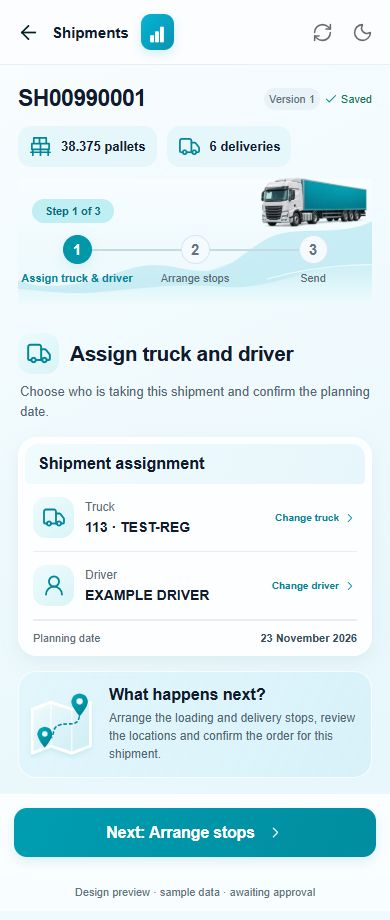 Shipments
SH00990001
Version 1
Saved
38.375 pallets
6 deliveries
Step 1 of 3
1
2
3
Assign truck & driver
Arrange stops
Send
Assign truck and driver
Choose who is taking this shipment and confirm the planning
date.
Shipment assignment
Truck
113 · TEST-REG
Change truck
Driver
EXAMPLE DRIVER
Change driver
Planning date
23 November 2026
What happens next?
Arrange the loading and delivery stops, review
the locations and confirm the order for this
shipment.
Next: Arrange stops
Design preview · sample data · awaiting approval